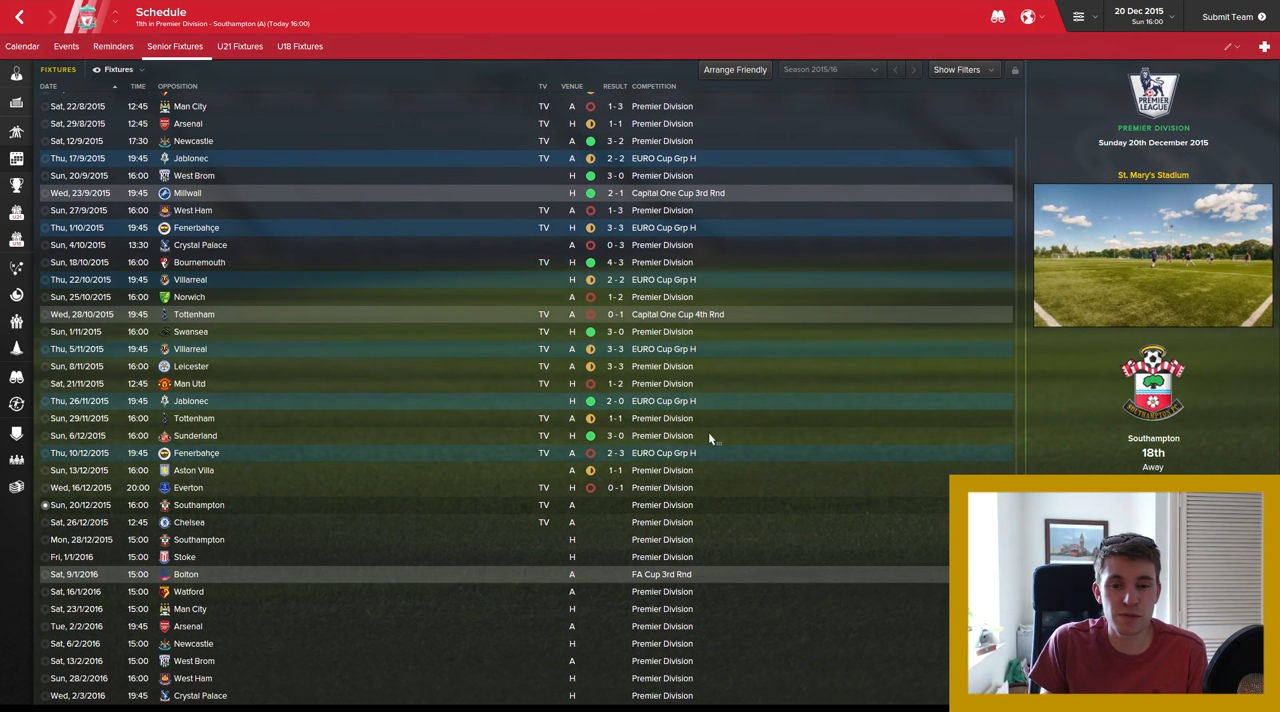 Schedule
11th in Premier Division - Southampton (A) (Today 16:00)
20 Dec 2015
Sun 16:00
Submit Team
Calendar Events Reminders Senior Fixtures U21 Fixtures U18 Fixtures
FIXTURES Fixtures Arrange Friendly Season 2015/16 Show Filters
DATE TIME OPPOSITION TV VENUE RESULT COMPETITION
Sat, 22/8/2015 12:45 Man City TV A 1 - 3 Premier Division
Sat, 29/8/2015 12:45 Arsenal TV H 1 - 1 Premier Division
Sat, 12/9/2015 17:30 Newcastle TV A 3 - 2 Premier Division
Thu, 17/9/2015 19:45 Jablonec TV A 2 - 2 EURO Cup Grp H
Sun, 20/9/2015 16:00 West Brom H 3 - 0 Premier Division
Wed, 23/9/2015 19:45 Millwall H 2 - 1 Capital One Cup 3rd Rnd
Sun, 27/9/2015 16:00 West Ham TV A 1 - 3 Premier Division
Thu, 1/10/2015 19:45 Fenerbahçe TV H 3 - 3 EURO Cup Grp H
Sun, 4/10/2015 13:30 Crystal Palace A 0 - 3 Premier Division
Sun, 18/10/2015 16:00 Bournemouth TV H 4 - 3 Premier Division
Thu, 22/10/2015 19:45 Villarreal H 2 - 2 EURO Cup Grp H
Sun, 25/10/2015 16:00 Norwich A 1 - 2 Premier Division
Wed, 28/10/2015 19:45 Tottenham TV A 0 - 1 Capital One Cup 4th Rnd
Sun, 1/11/2015 16:00 Swansea TV H 3 - 0 Premier Division
Thu, 5/11/2015 19:45 Villarreal TV A 3 - 3 EURO Cup Grp H
Sun, 8/11/2015 16:00 Leicester TV A 3 - 3 Premier Division
Sat, 21/11/2015 12:45 Man Utd TV H 1 - 2 Premier Division
Thu, 26/11/2015 19:45 Jablonec H 2 - 0 EURO Cup Grp H
Sun, 29/11/2015 16:00 Tottenham TV A 1 - 1 Premier Division
Sun, 6/12/2015 16:00 Sunderland TV H 3 - 0 Premier Division
Thu, 10/12/2015 19:45 Fenerbahçe TV A 2 - 3 EURO Cup Grp H
Sun, 13/12/2015 16:00 Aston Villa A 1 - 1 Premier Division
Wed, 16/12/2015 20:00 Everton TV H 0 - 1 Premier Division
Sun, 20/12/2015 16:00 Southampton TV A Premier Division
Sat, 26/12/2015 12:45 Chelsea TV A Premier Division
Mon, 28/12/2015 15:00 Southampton H Premier Division
Fri, 1/1/2016 15:00 Stoke H Premier Division
Sat, 9/1/2016 15:00 Bolton A FA Cup 3rd Rnd
Sat, 16/1/2016 15:00 Watford A Premier Division
Sat, 23/1/2016 15:00 Man City H Premier Division
Tue, 2/2/2016 19:45 Arsenal A Premier Division
Sat, 6/2/2016 15:00 Newcastle H Premier Division
Sat, 13/2/2016 15:00 West Brom A Premier Division
Sun, 28/2/2016 16:00 West Ham H Premier Division
Wed, 2/3/2016 19:45 Crystal Palace H Premier Division
PREMIER LEAGUE
PREMIER DIVISION
Sunday 20th December 2015
St. Mary's Stadium
SOUTHAMPTON FC
Southampton
18th
Away
U21
U18